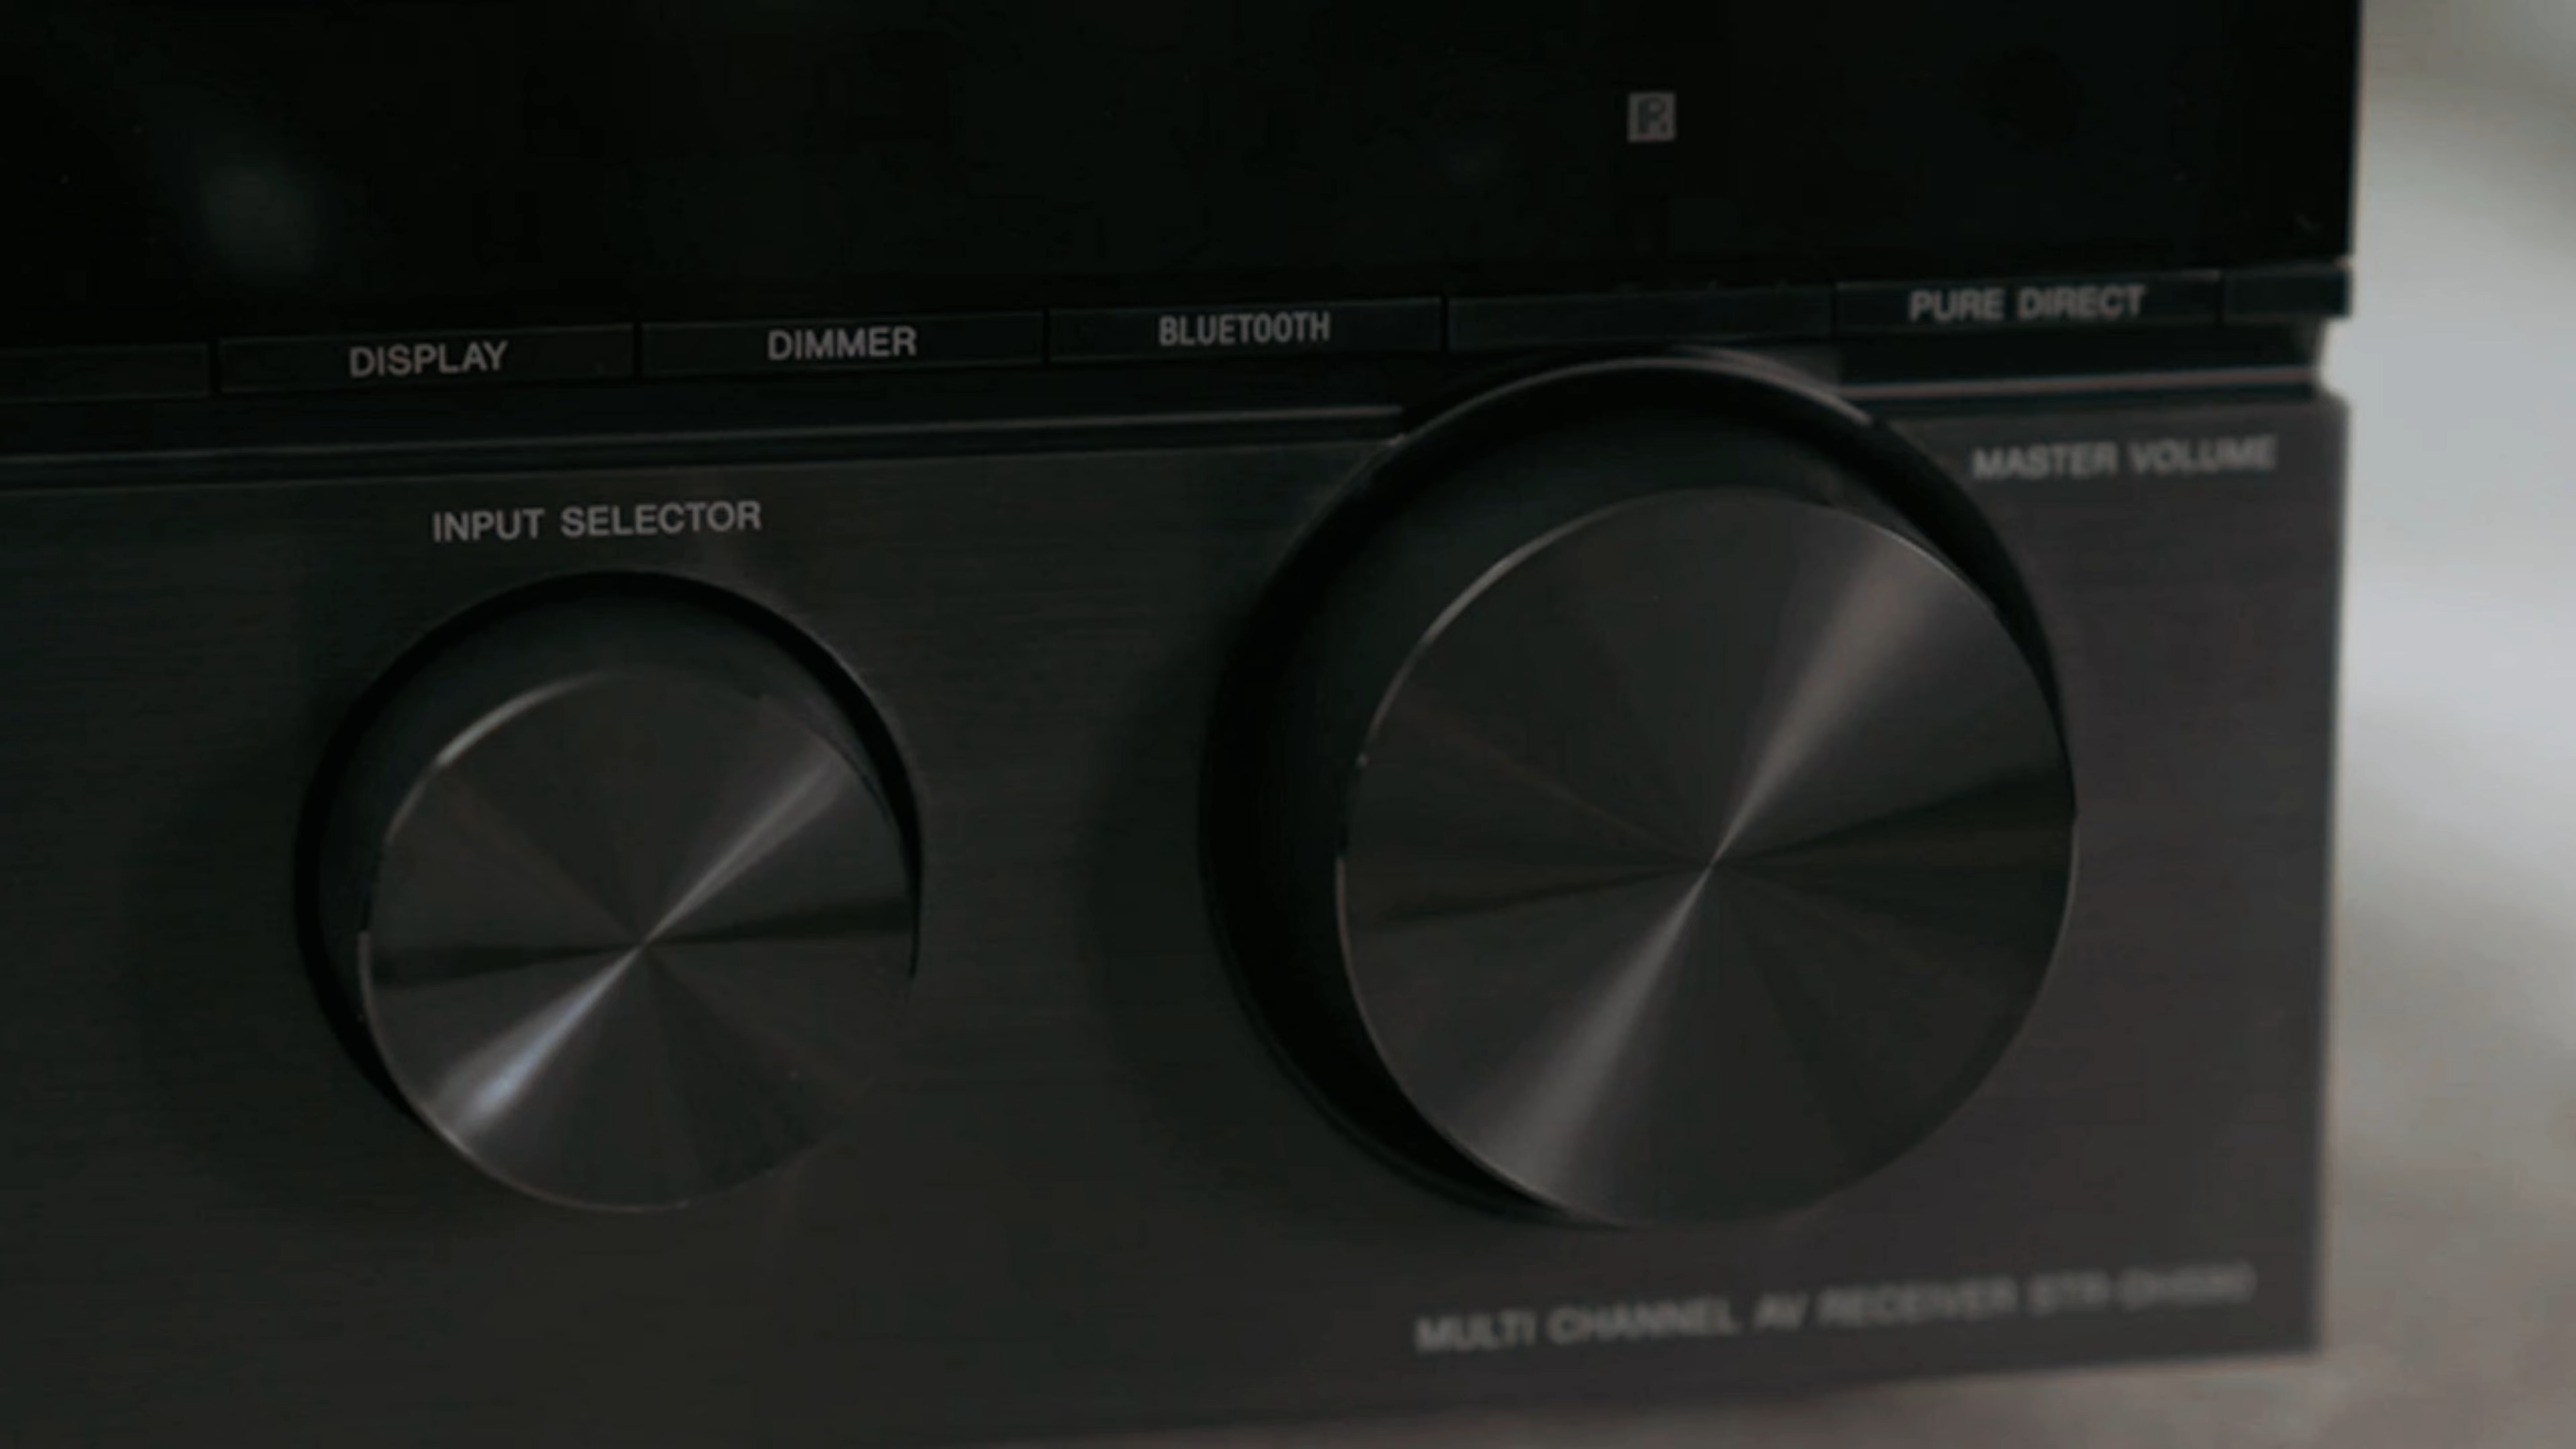 DISPLAY
DIMMER
BLUETOOTH
PURE DIRECT
INPUT SELECTOR
MASTER VOLUME
MULTI CHANNEL AV RECEIVER